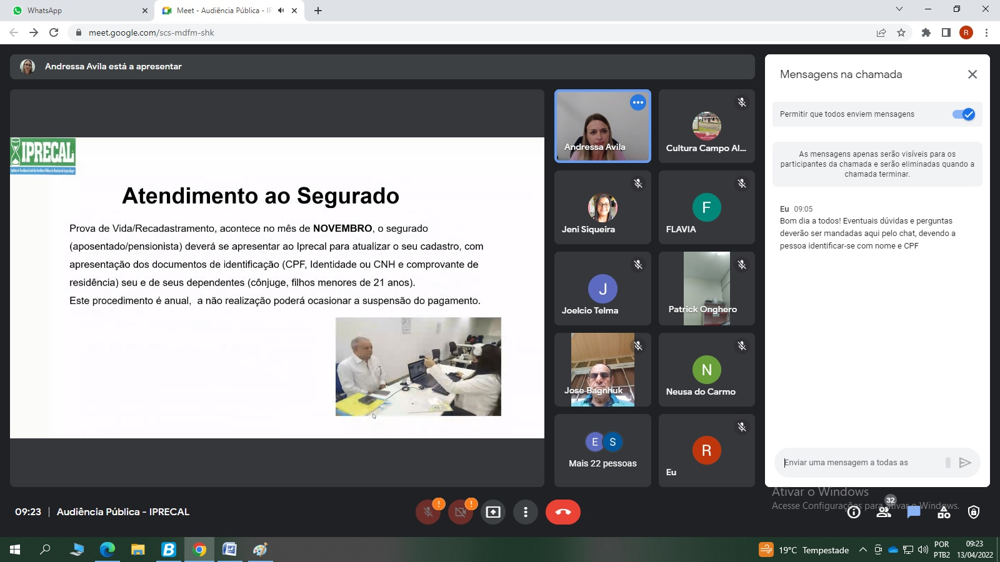 WhatsApp
Meet - Audiência Pública - IP
meet.google.com/scs-mdfm-shk
R
Andressa Avila está a apresentar
IPRECAL
Atendimento ao Segurado
Prova de Vida/Recadastramento, acontece no mês de NOVEMBRO, o segurado
(aposentado/pensionista) deverá se apresentar ao Iprecal para atualizar o seu cadastro, com
apresentação dos documentos de identificação (CPF, Identidade ou CNH e comprovante de
residência) seu e de seus dependentes (cônjuge, filhos menores de 21 anos).
Este procedimento é anual, a não realização poderá ocasionar a suspensão do pagamento.
Andressa Avila
Cultura Campo Al...
Jeni Siqueira
F
FLAVIA
J
Joelcio Telma
Patrick Onghero
Jose Bagnhuk
N
Neusa do Carmo
E S
Mais 22 pessoas
R
Eu
Mensagens na chamada
Permitir que todos enviem mensagens
As mensagens apenas serão visíveis para os
participantes da chamada e serão eliminadas quando a
chamada terminar.
Eu 09:05
Bom dia a todos! Eventuais dúvidas e perguntas
deverão ser mandadas aqui pelo chat, devendo a
pessoa identificar-se com nome e CPF
Enviar uma mensagem a todas as
Ativar o Windows
Acesse Configurações para ativar o Windows.
09:23 | Audiência Pública - IPRECAL
32
19°C Tempestade
POR
PTB2
09:23
13/04/2022